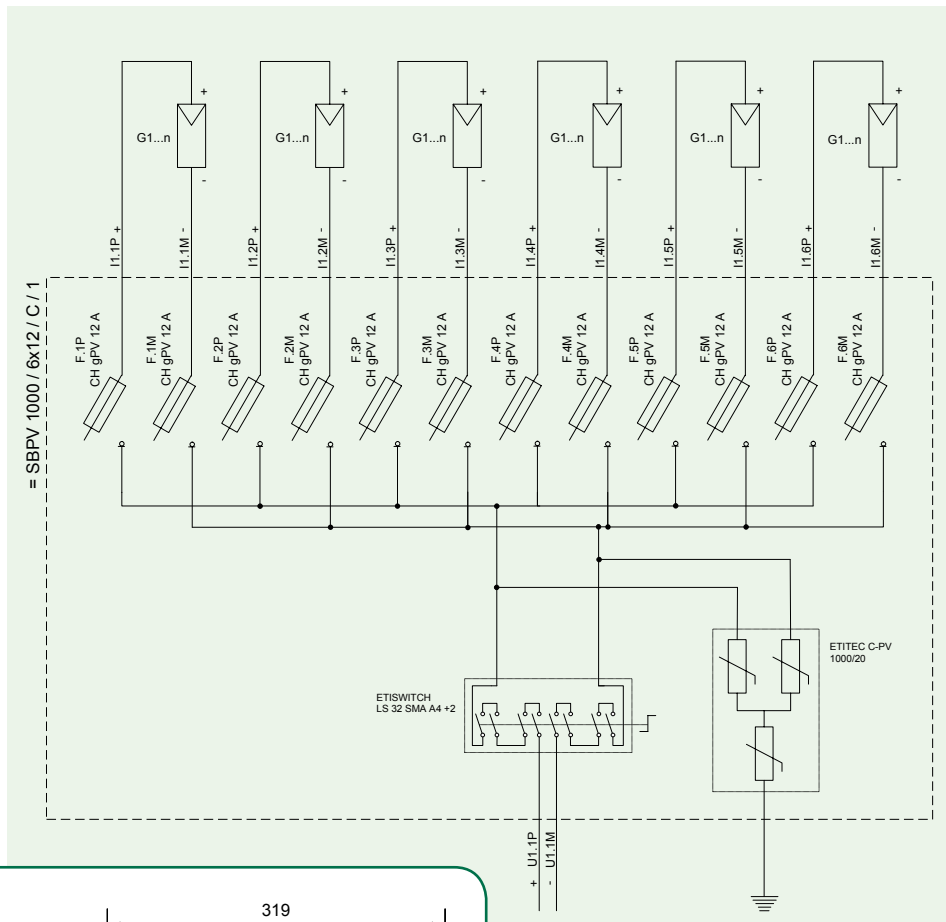 +
+
+
+
+
+
G1...n
G1...n
G1...n
G1...n
G1...n
G1...n
-
-
-
-
-
-
I1.1P +
I1.1M -
I1.2P +
I1.2M -
I1.3P +
I1.3M -
I1.4P +
I1.4M -
I1.5P +
I1.5M -
I1.6P +
I1.6M -
= SBPV 1000 / 6x12 / C / 1
F.1P
CH gPV 12 A
F.1M
CH gPV 12 A
F.2P
CH gPV 12 A
F.2M
CH gPV 12 A
F.3P
CH gPV 12 A
F.3M
CH gPV 12 A
F.4P
CH gPV 12 A
F.4M
CH gPV 12 A
F.5P
CH gPV 12 A
F.5M
CH gPV 12 A
F.6P
CH gPV 12 A
F.6M
CH gPV 12 A
ETITEC C-PV
1000/20
ETISWITCH
LS 32 SMA A4 +2
+ U1.1P
- U1.1M
319